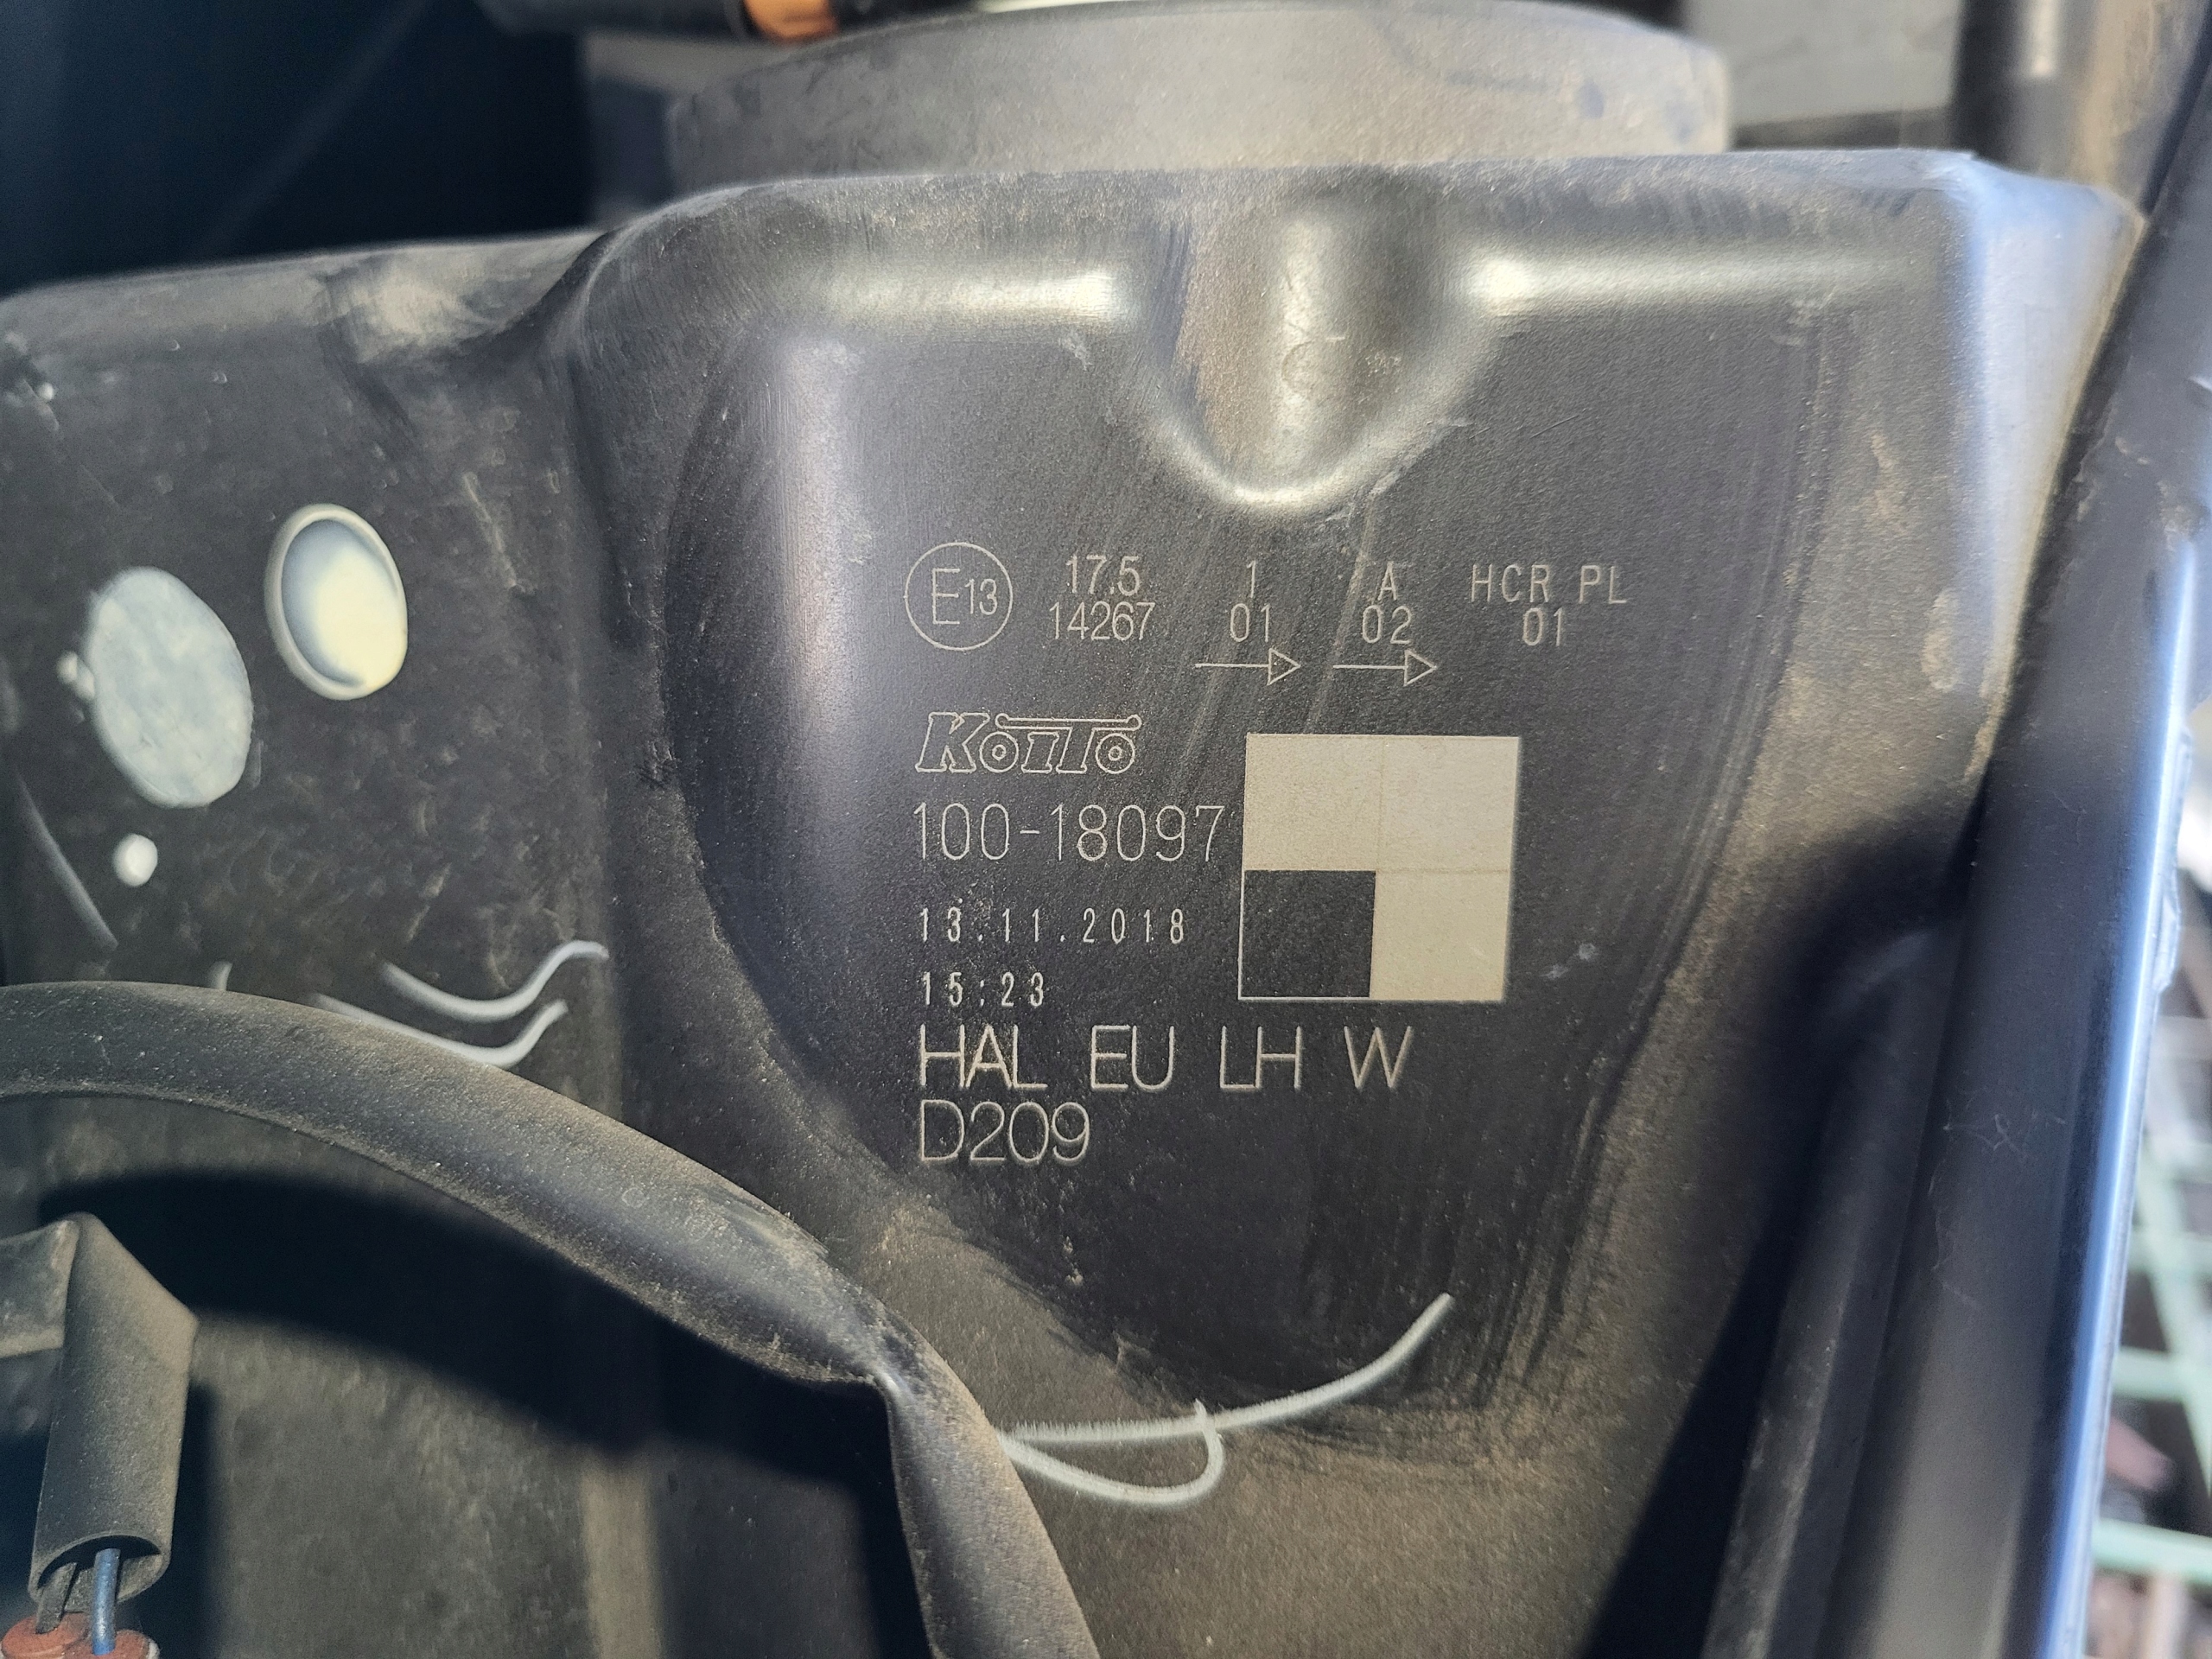 E13 17.5 1 A HCR PL
14267 01 02 01
→ →
KOITO
100-18097
13.11.2018
15:23
HAL EU LH W
D209